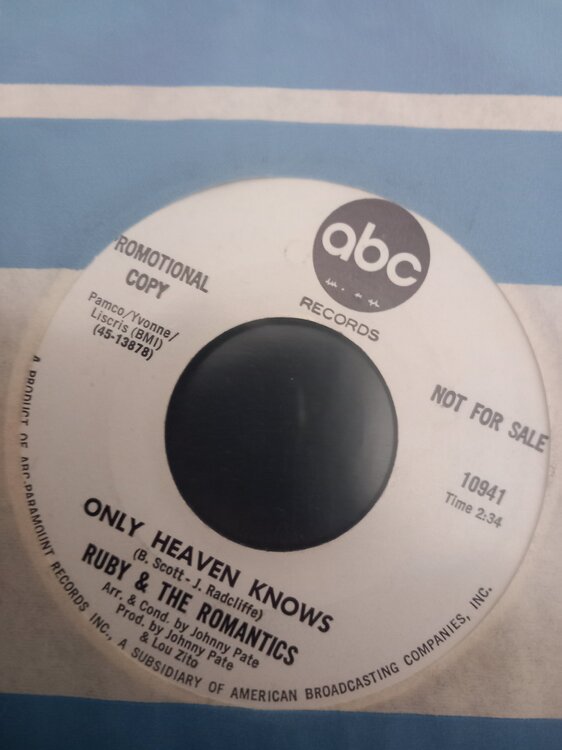 abc
RECORDS
PROMOTIONAL
COPY
Pamco/Yvonne/
Liscris (BMI)
(45-13878)
NOT FOR SALE
10941
Time 2:34
ONLY HEAVEN KNOWS
(B. Scott - J. Radcliffe)
RUBY & THE ROMANTICS
Arr. & Cond. by Johnny Pate
Prod. by Johnny Pate
& Lou Zito
A PRODUCT OF ABC-PARAMOUNT RECORDS INC., A SUBSIDIARY OF AMERICAN BROADCASTING COMPANIES, INC.